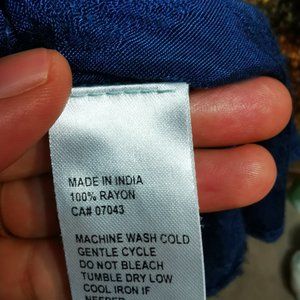 MADE IN INDIA
100% RAYON
CA# 07043
MACHINE WASH COLD
GENTLE CYCLE
DO NOT BLEACH
TUMBLE DRY LOW
COOL IRON IF
NEEDED